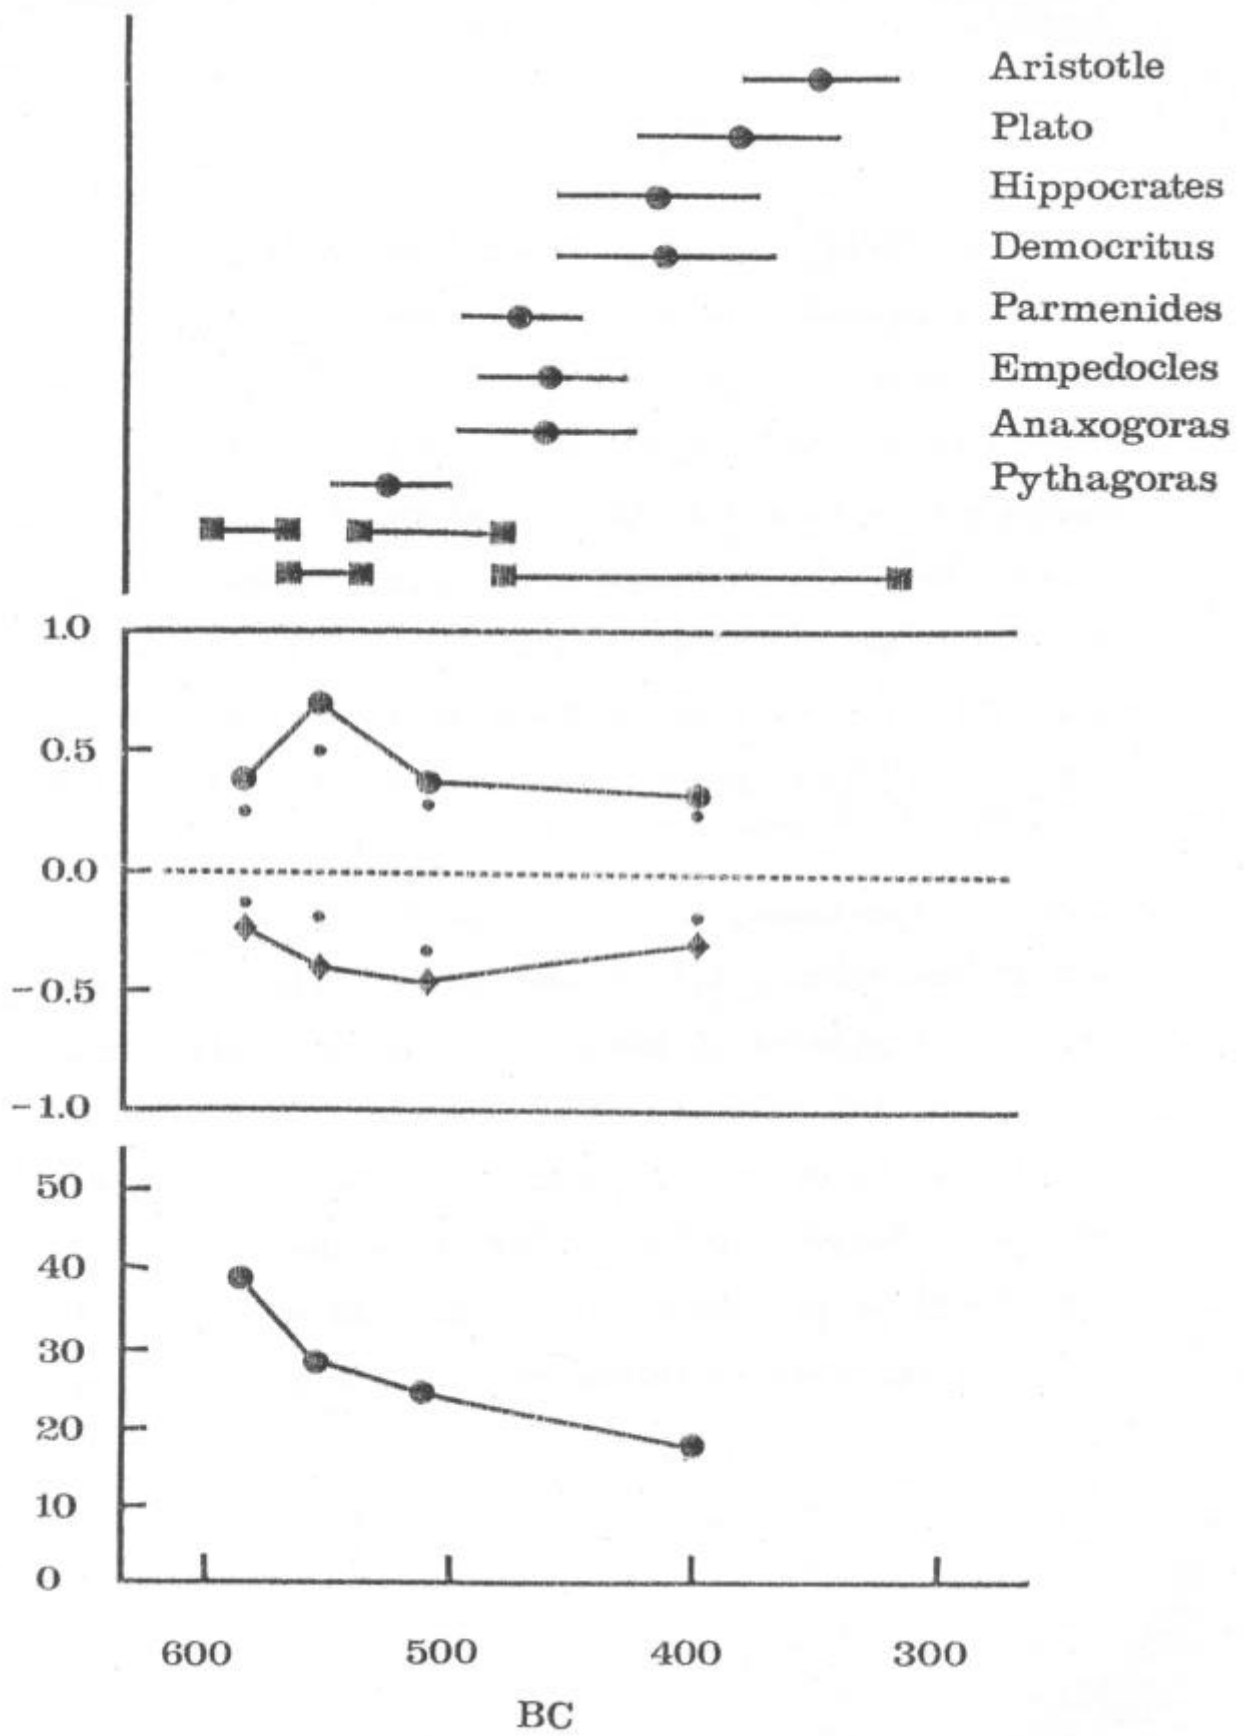 Aristotle
Plato
Hippocrates
Democritus
Parmenides
Empedocles
Anaxogoras
Pythagoras
1.0
0.5
0.0
-0.5
-1.0
50
40
30
20
10
0
600 500 400 300
BC